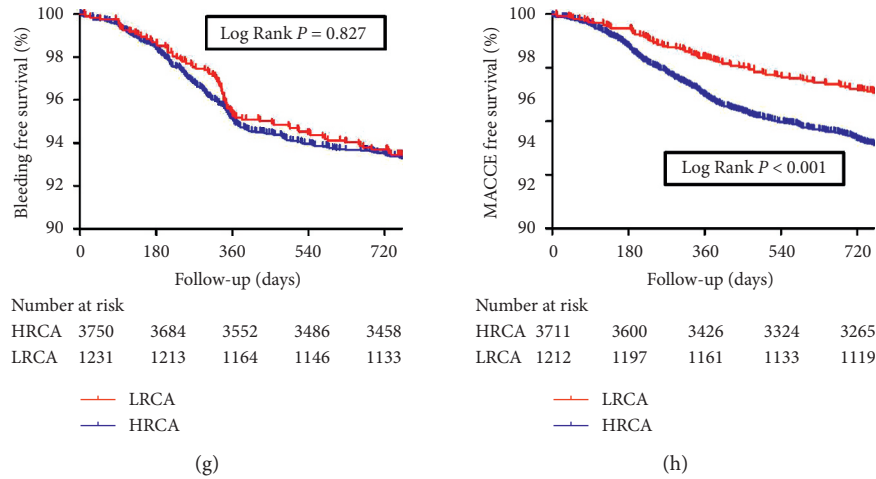 Bleeding free survival (%)
100
98
96
94
92
90
Log Rank P = 0.827
0 180 360 540 720
Follow-up (days)
Number at risk
HRCA 3750 3684 3552 3486 3458
LRCA 1231 1213 1164 1146 1133
LRCA
HRCA
(g)
MACCE free survival (%)
100
98
96
94
92
90
Log Rank P < 0.001
0 180 360 540 720
Follow-up (days)
Number at risk
HRCA 3711 3600 3426 3324 3265
LRCA 1212 1197 1161 1133 1119
LRCA
HRCA
(h)